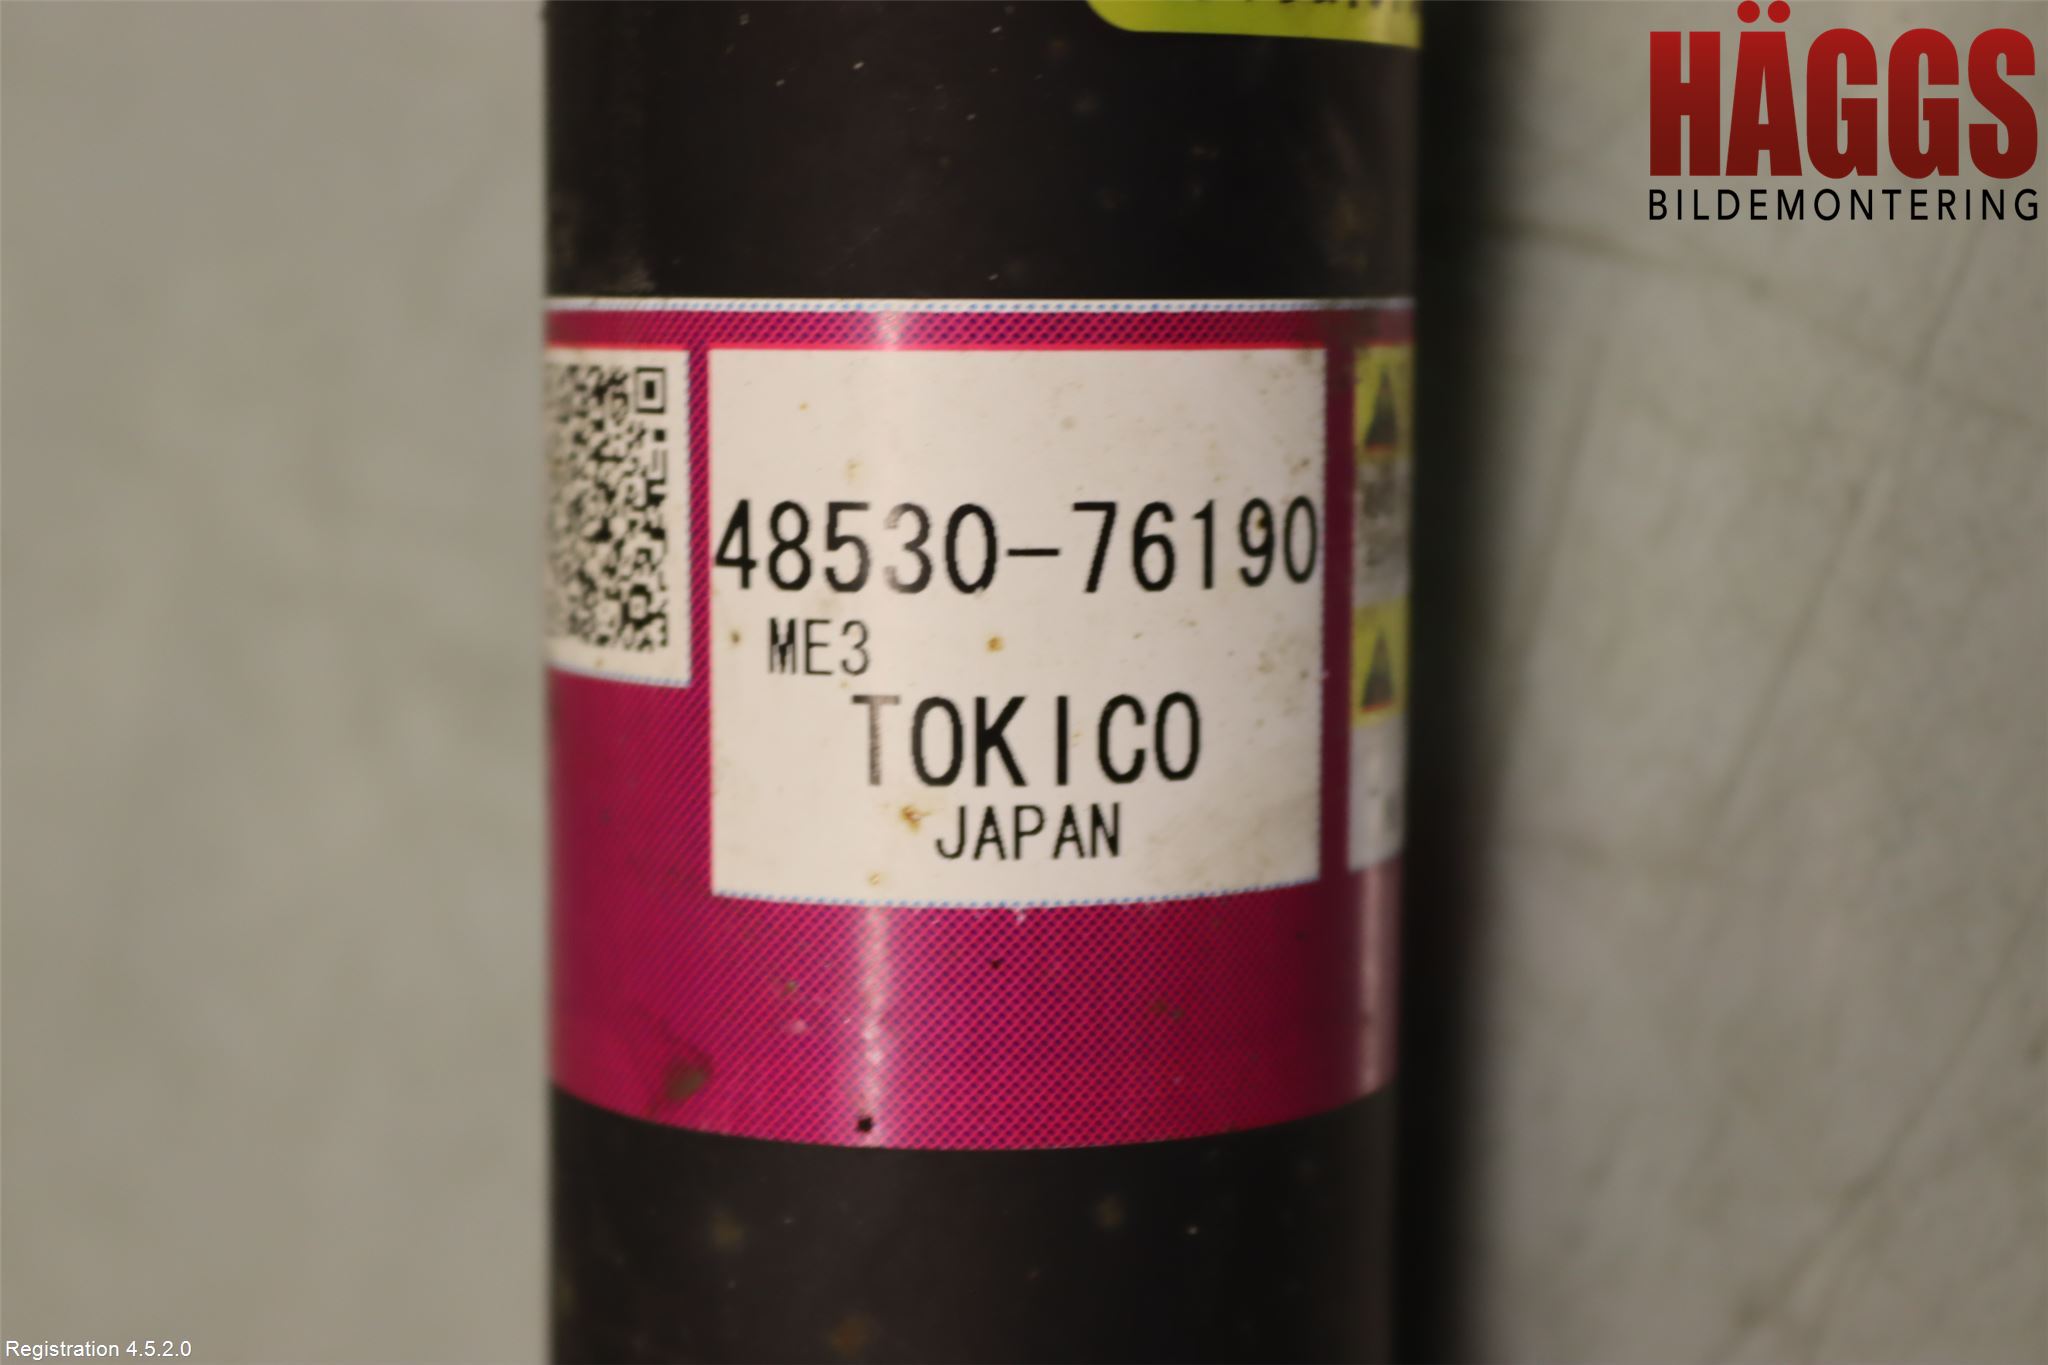 HÄGGS
BILDEMONTERING
48530-76190
ME3
TOKICO
JAPAN
Registration 4.5.2.0